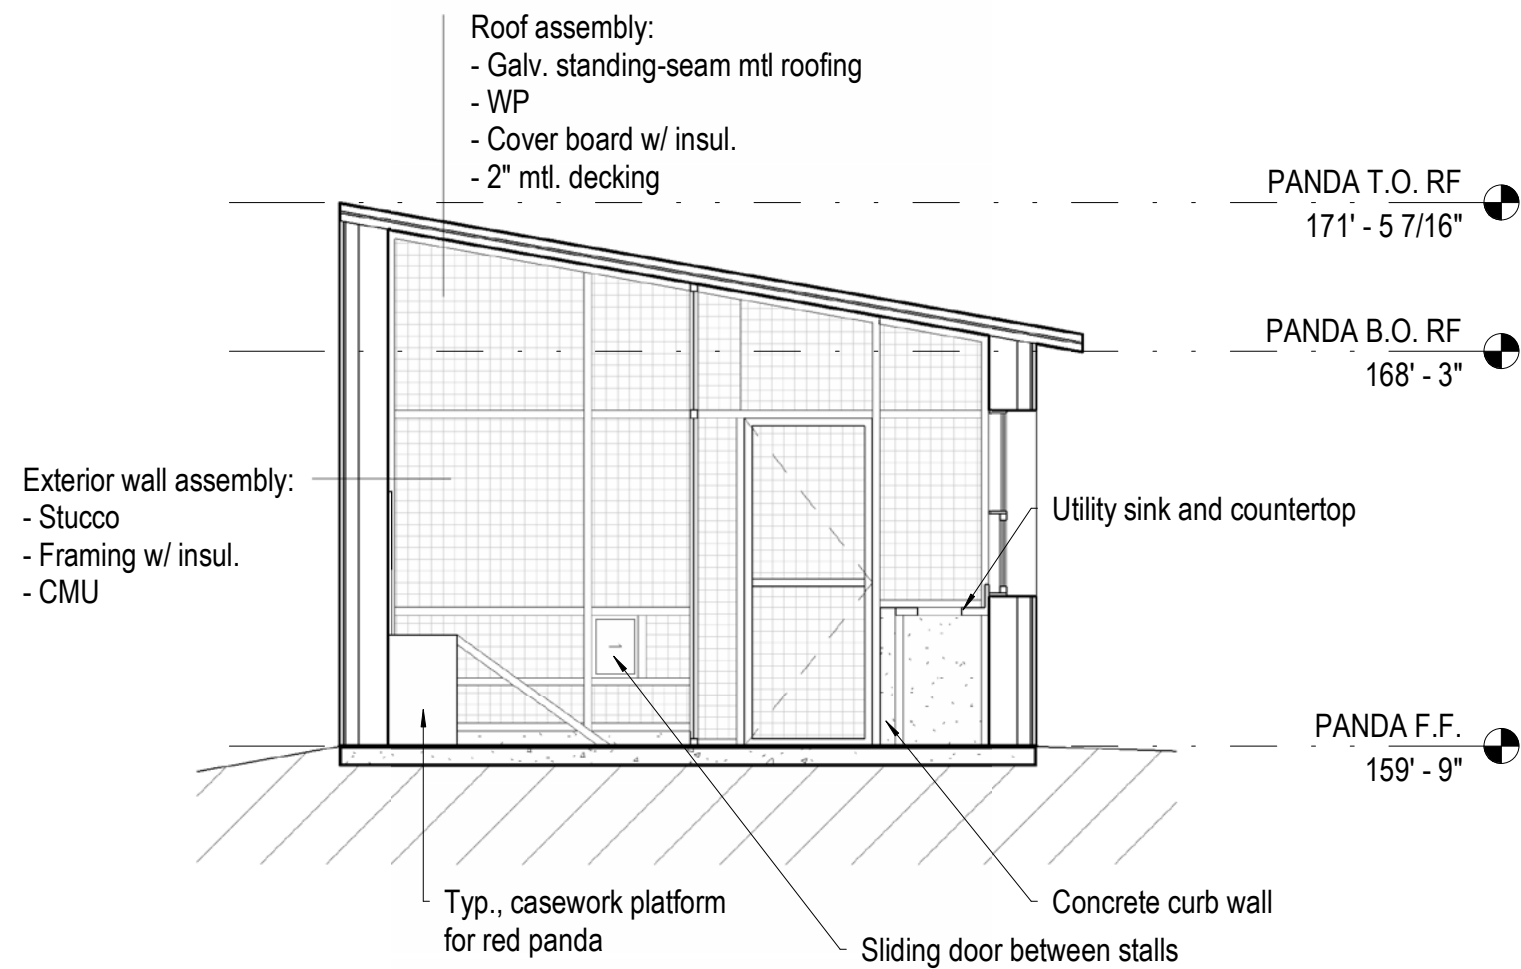 Roof assembly:
- Galv. standing-seam mtl roofing
- WP
- Cover board w/ insul.
- 2" mtl. decking
PANDA T.O. RF
171' - 5 7/16"
PANDA B.O. RF
168' - 3"
Exterior wall assembly:
- Stucco
- Framing w/ insul.
- CMU
Utility sink and countertop
PANDA F.F.
159' - 9"
Typ., casework platform
for red panda
Concrete curb wall
Sliding door between stalls